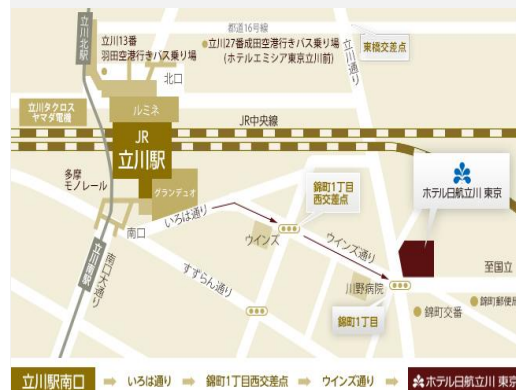 都道16号線
立川北駅
立川13番
羽田空港行きバス乗り場
立川27番成田空港行きバス乗り場
(ホテルエミシア東京立川前)
立川通り
東橋交差点
北口
ルミネ
立川タクロス
ヤマダ電機
JR中央線
JR
立川駅
多摩
モノレール
グランデュオ
錦町1丁目
西交差点
ホテル日航立川 東京
いろは通り
南口
ウインズ
ウインズ通り
立川南駅
南口大通り
すずらん通り
川野病院
至国立
錦町郵便局
錦町交番
錦町1丁目
立川駅南口
いろは通り
錦町1丁目西交差点
ウインズ通り
ホテル日航立川 東京